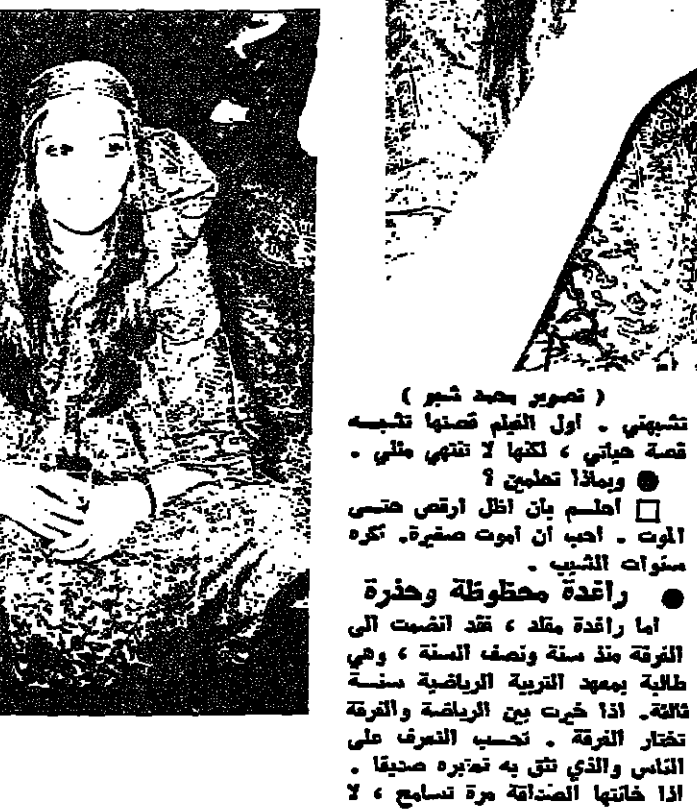 ( تصوير محمد شبر )
تشبهني . اول الفيلم قصتها تشبه
قصة حياتي ، لكنها لا تنتهي مثلي .
● وبماذا تحلمين ؟
□ احلم بأن اظل ارقص حتى
الموت . احب أن أموت صغيرة. نكره
سنوات الشيب .
● راغدة محظوظة وحذرة
اما راغدة مقلد ، فقد انضمت الى
الفرقة منذ سنة ونصف السنة ، وهي
طالبة بمعهد التربية الرياضية سنة
ثالثة. اذا خيرت بين الرياضة والفرقة
تختار الفرقة . تحب التعرف على
الناس والذي تثق به تعتبره صديقا .
اذا خانتها الصداقة مرة تسامح ، لا